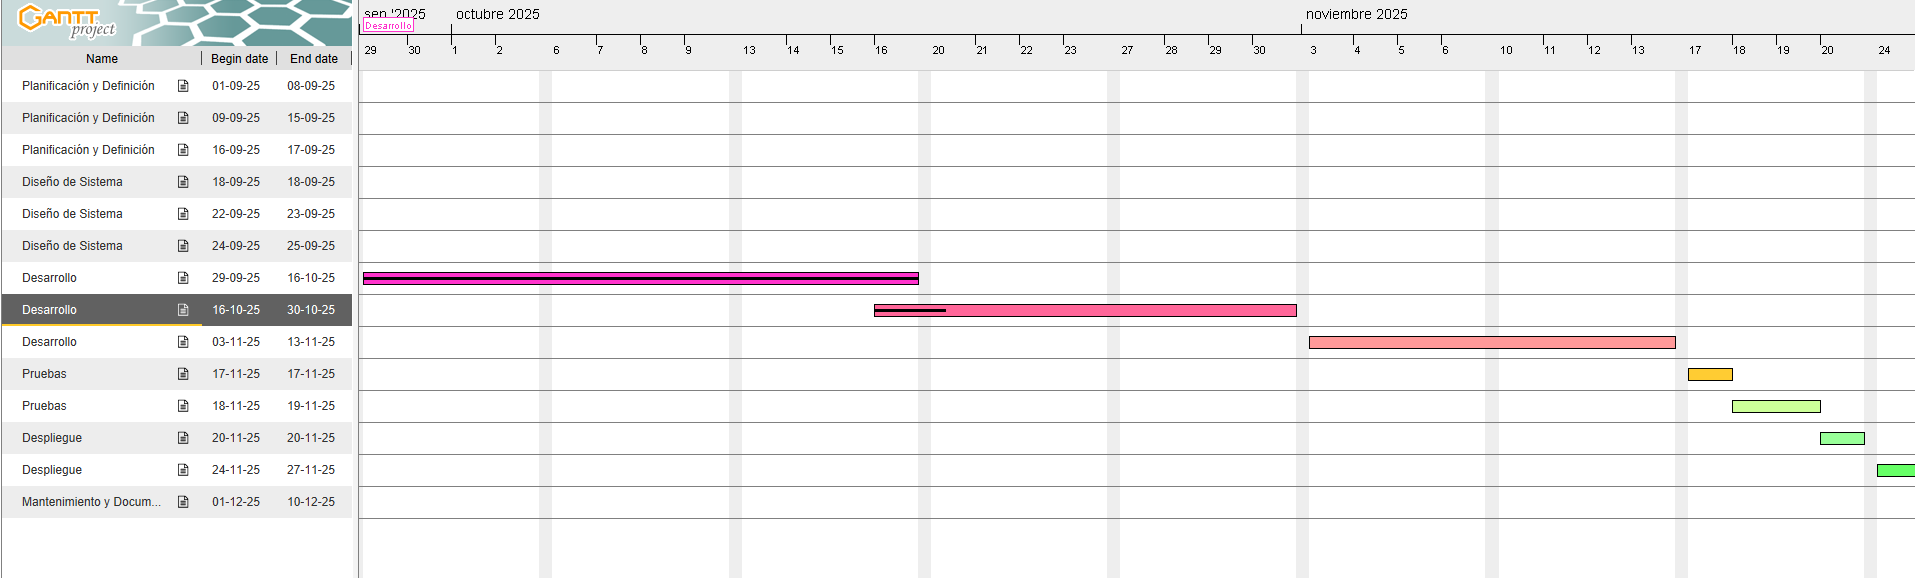 GANTT
project
sep '2025 octubre 2025 noviembre 2025
Desarrollo
29 30 1 2 6 7 8 9 13 14 15 16 20 21 22 23 27 28 29 30 3 4 5 6 10 11 12 13 17 18 19 20 24
Name Begin date End date
Planificación y Definición 01-09-25 08-09-25
Planificación y Definición 09-09-25 15-09-25
Planificación y Definición 16-09-25 17-09-25
Diseño de Sistema 18-09-25 18-09-25
Diseño de Sistema 22-09-25 23-09-25
Diseño de Sistema 24-09-25 25-09-25
Desarrollo 29-09-25 16-10-25
Desarrollo 16-10-25 30-10-25
Desarrollo 03-11-25 13-11-25
Pruebas 17-11-25 17-11-25
Pruebas 18-11-25 19-11-25
Despliegue 20-11-25 20-11-25
Despliegue 24-11-25 27-11-25
Mantenimiento y Docum... 01-12-25 10-12-25